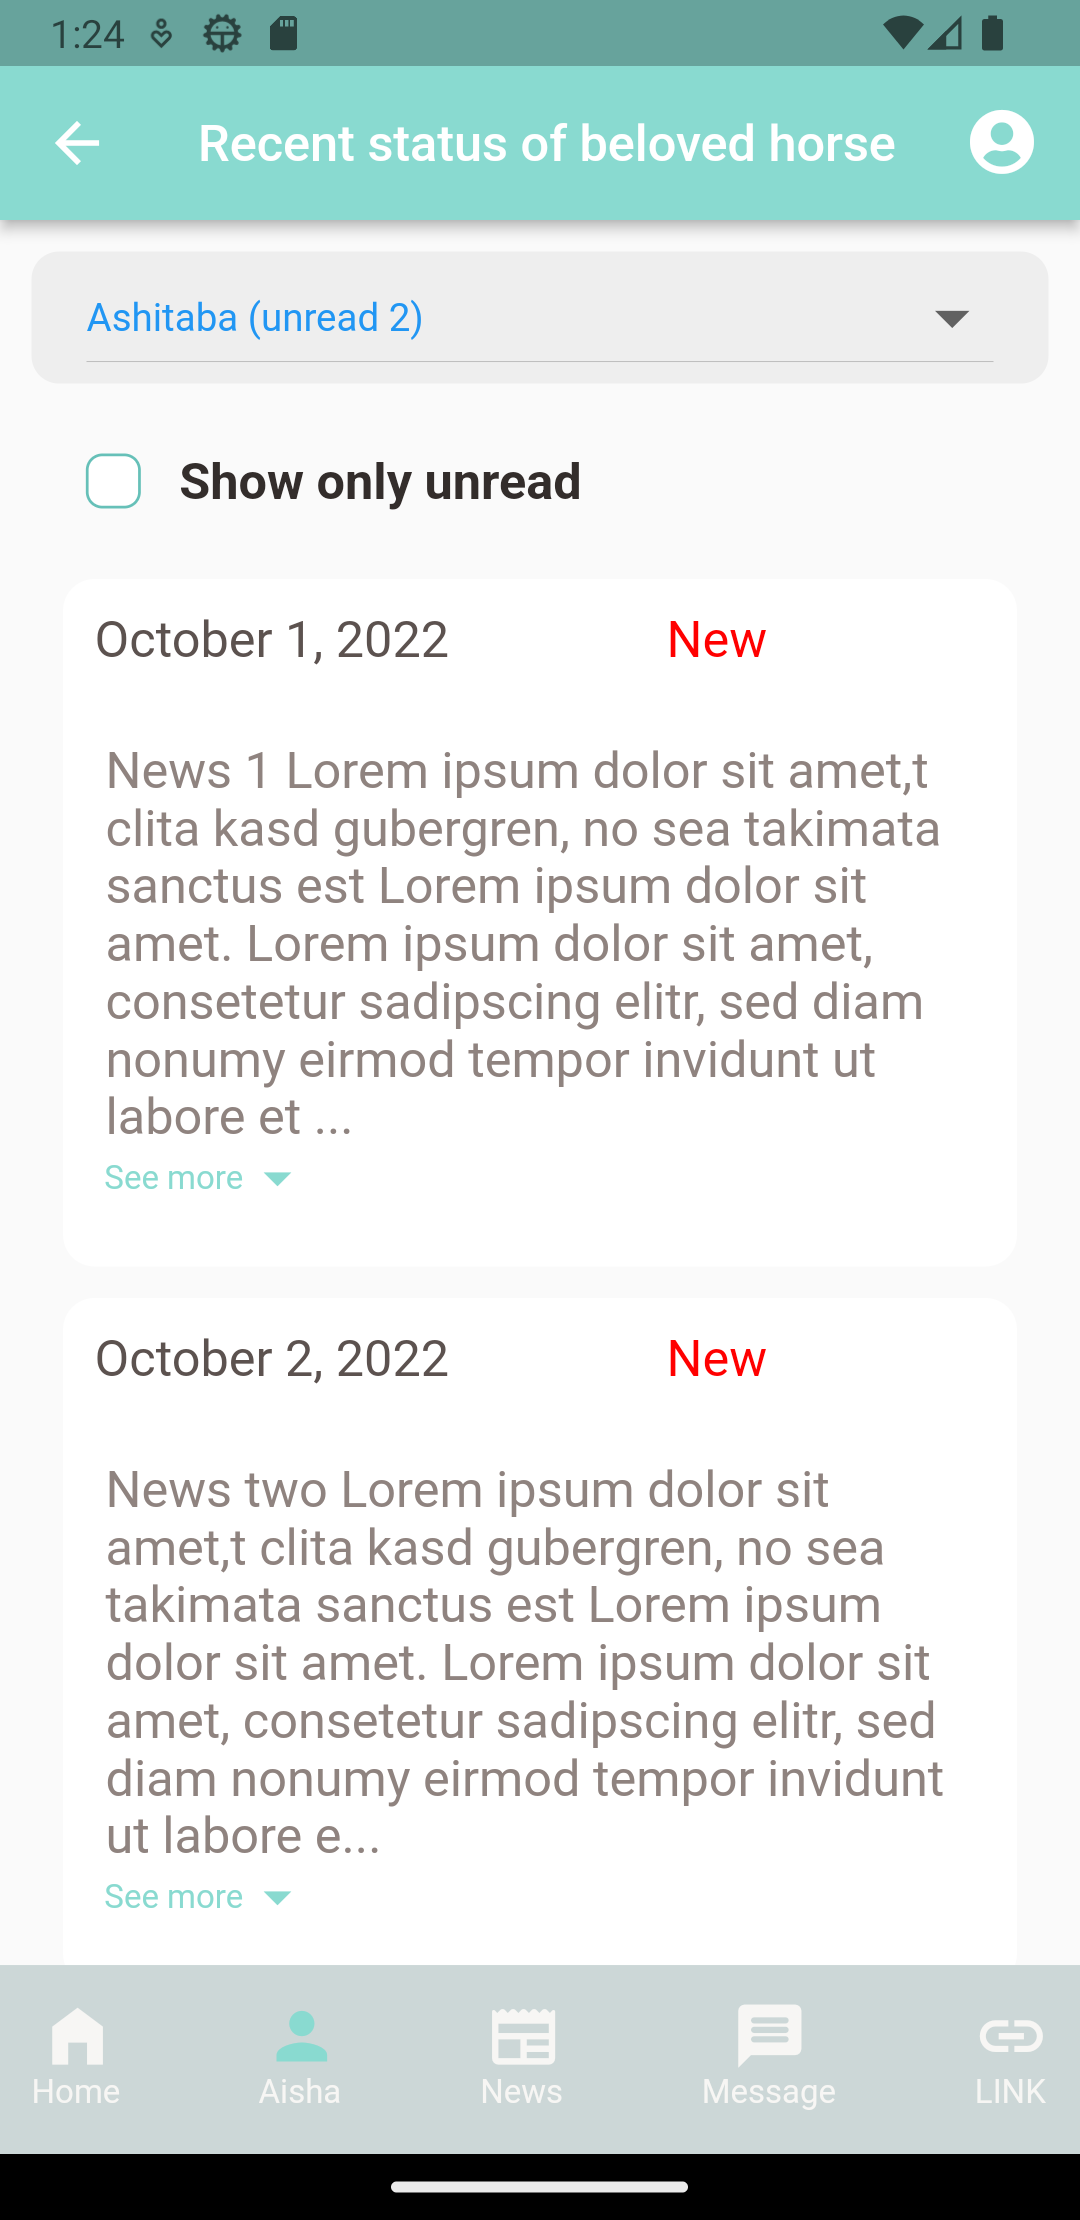 1:24
Recent status of beloved horse
Ashitaba (unread 2)
Show only unread
October 1, 2022 New
News 1 Lorem ipsum dolor sit amet,t
clita kasd gubergren, no sea takimata
sanctus est Lorem ipsum dolor sit
amet. Lorem ipsum dolor sit amet,
consetetur sadipscing elitr, sed diam
nonumy eirmod tempor invidunt ut
labore et ...
See more
October 2, 2022 New
News two Lorem ipsum dolor sit
amet,t clita kasd gubergren, no sea
takimata sanctus est Lorem ipsum
dolor sit amet. Lorem ipsum dolor sit
amet, consetetur sadipscing elitr, sed
diam nonumy eirmod tempor invidunt
ut labore e...
See more
Home Aisha News Message LINK